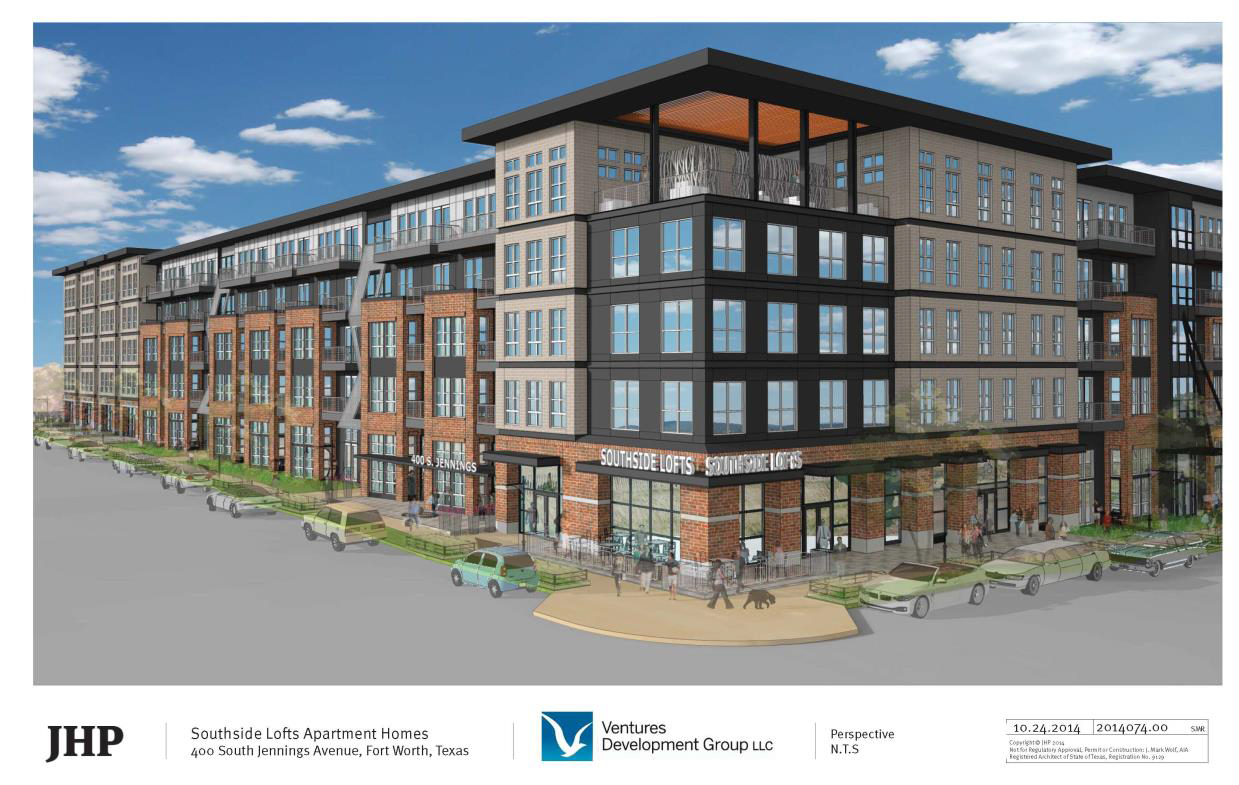 400 S. JENNINGS
SOUTHSIDE LOFTS
SOUTHSIDE LOFTS
JHP
Southside Lofts Apartment Homes
400 South Jennings Avenue, Fort Worth, Texas
Ventures
Development Group LLC
Perspective
N.T.S
10.24.2014 2014074.00 SMR
Copyright © JHP 2014
Not for Regulatory Approval, Permit or Construction: J. Mark Wolf, AIA
Registered Architect of State of Texas, Registration No. 9129